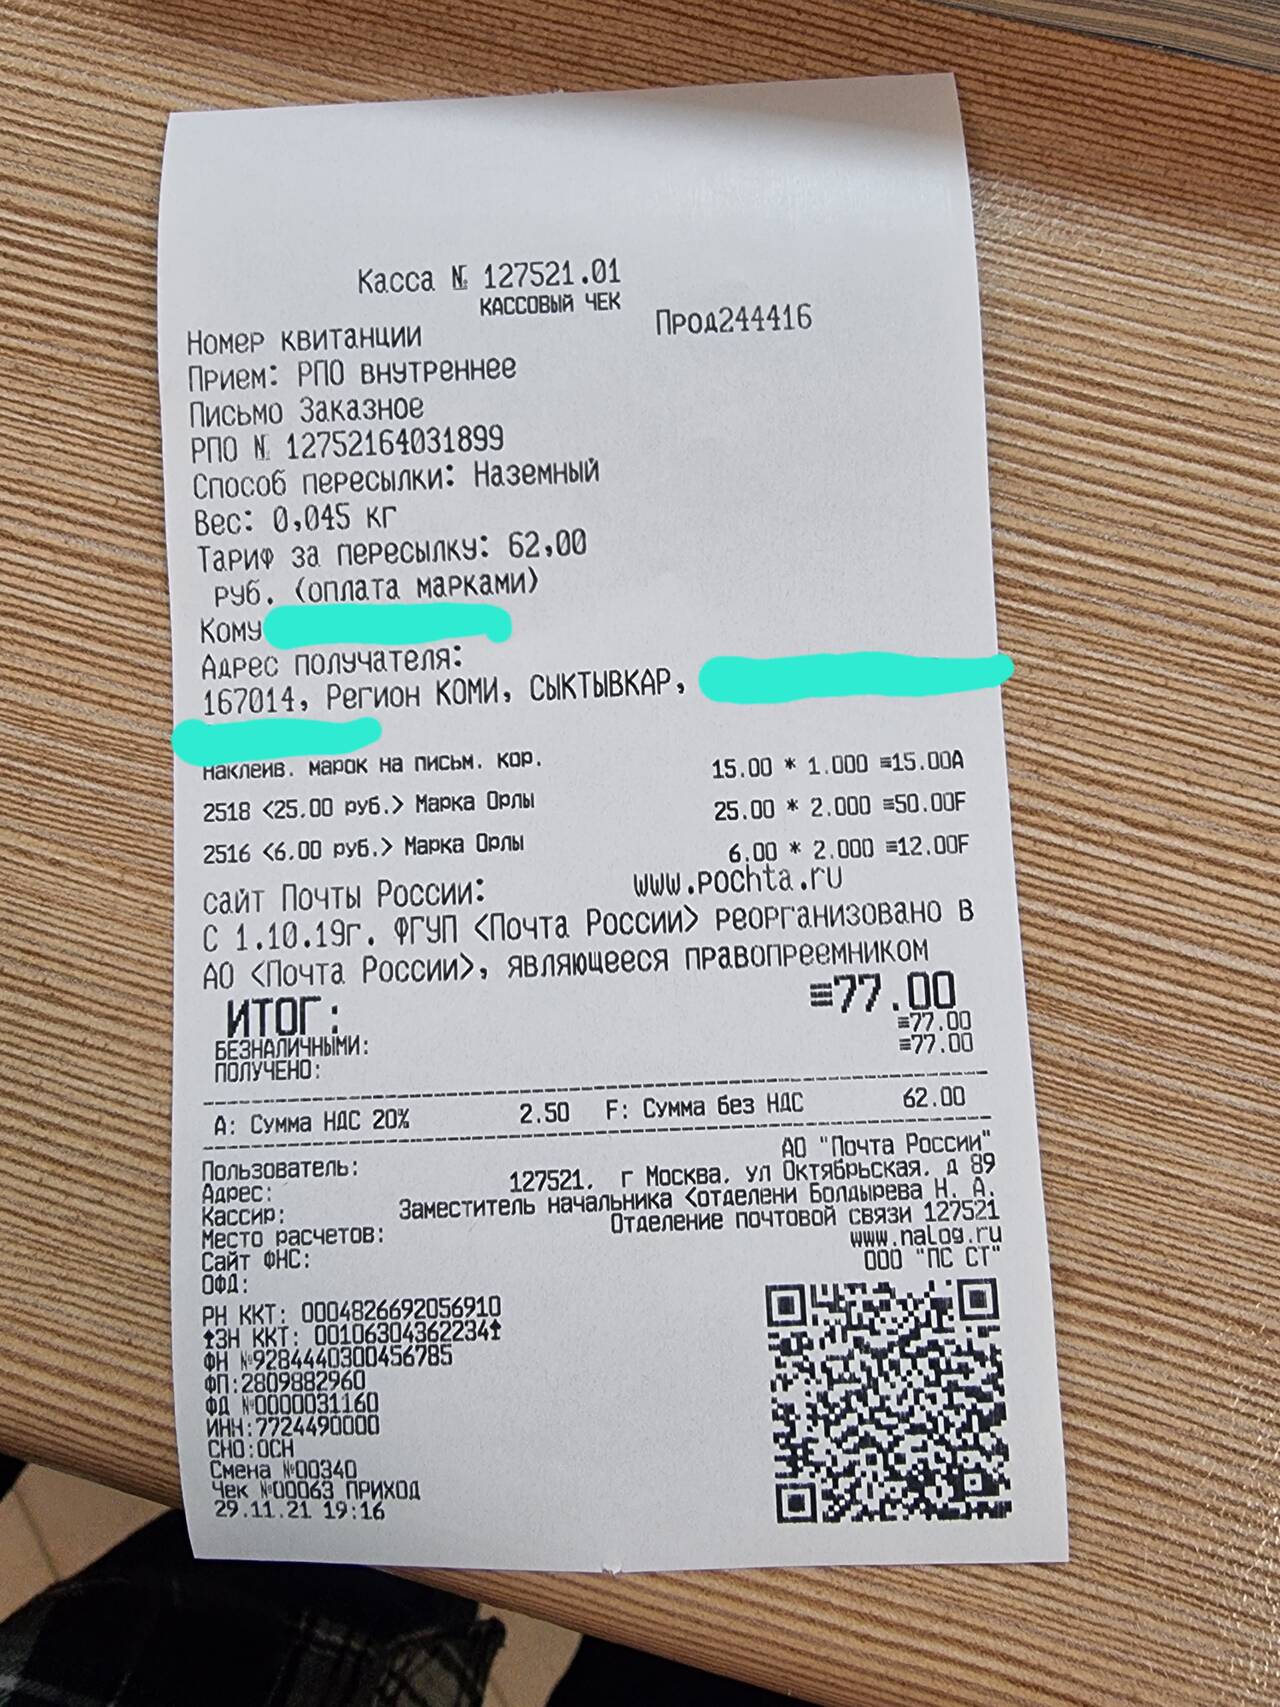 Касса № 127521.01
КАССОВЫЙ ЧЕК
Номер квитанции Прод244416
Прием: РПО внутреннее
Письмо Заказное
РПО № 12752164031899
Способ пересылки: Наземный
Вес: 0,045 кг
Тариф за пересылку: 62,00
руб. (оплата марками)
Кому
Адрес получателя:
167014, Регион КОМИ, СЫКТЫВКАР,
Наклеив. марок на письм. кор. 15.00 * 1.000 ≡15.00А
2518 <25.00 руб.> Марка Орлы 25.00 * 2.000 ≡50.00F
2516 <6.00 руб.> Марка Орлы 6.00 * 2.000 ≡12.00F
сайт Почты России: www.pochta.ru
С 1.10.19г. ФГУП <Почта России> реорганизовано в
АО <Почта России>, являющееся правопреемником
ИТОГ: ≡77.00
БЕЗНАЛИЧНЫМИ: ≡77.00
ПОЛУЧЕНО: ≡77.00
А: Сумма НДС 20% 2.50 F: Сумма без НДС 62.00
Пользователь: АО "Почта России"
Адрес: 127521, г Москва, ул Октябрьская, д 89
Кассир: Заместитель начальника <отделени Болдырева Н. А.
Место расчетов: Отделение почтовой связи 127521
Сайт ФНС: www.nalog.ru
ОФД: ООО "ПС СТ"
РН ККТ: 0004826692056910
↑ЗН ККТ: 00106304362234↑
ФН №9284440300456785
ФП:2809882960
ФД №0000031160
ИНН:7724490000
СНО:ОСН
Смена №00340
Чек №00063 ПРИХОД
29.11.21 19:16